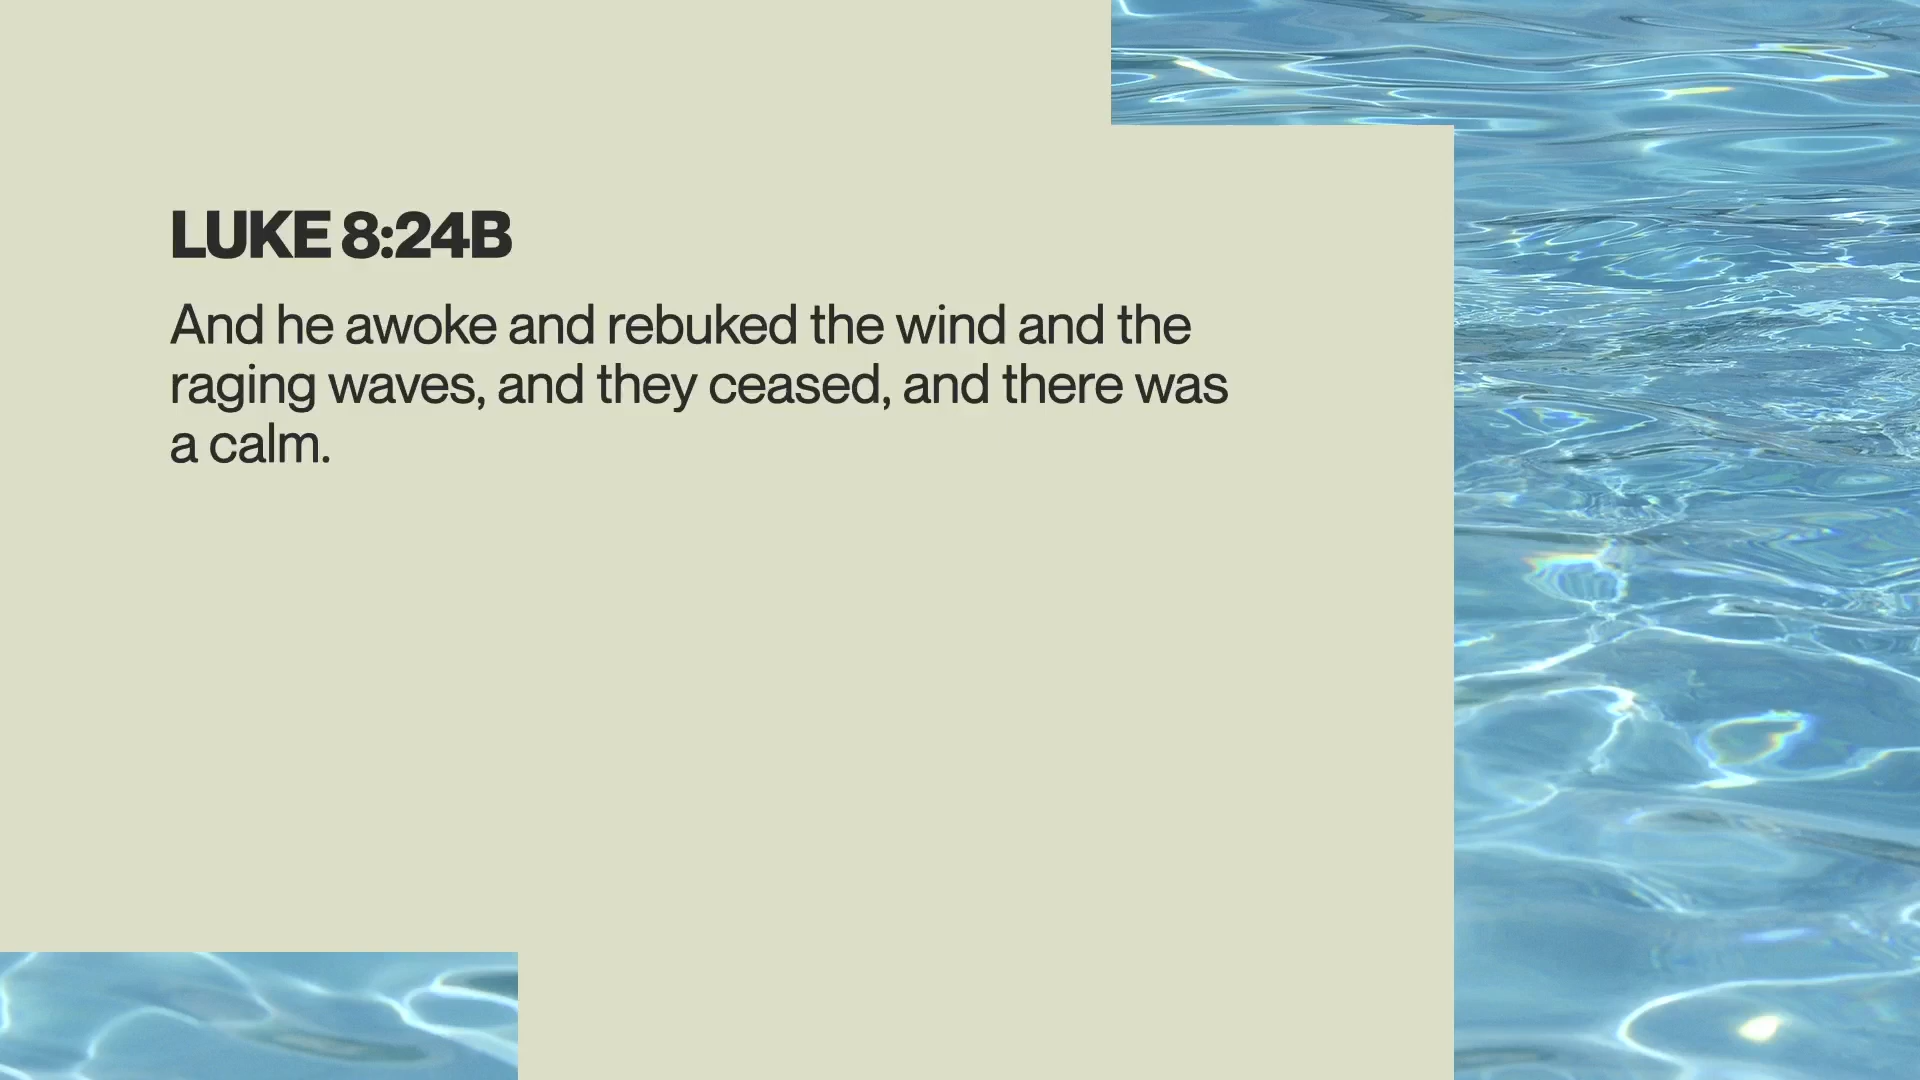 LUKE 8:24B
And he awoke and rebuked the wind and the
raging waves, and they ceased, and there was
a calm.